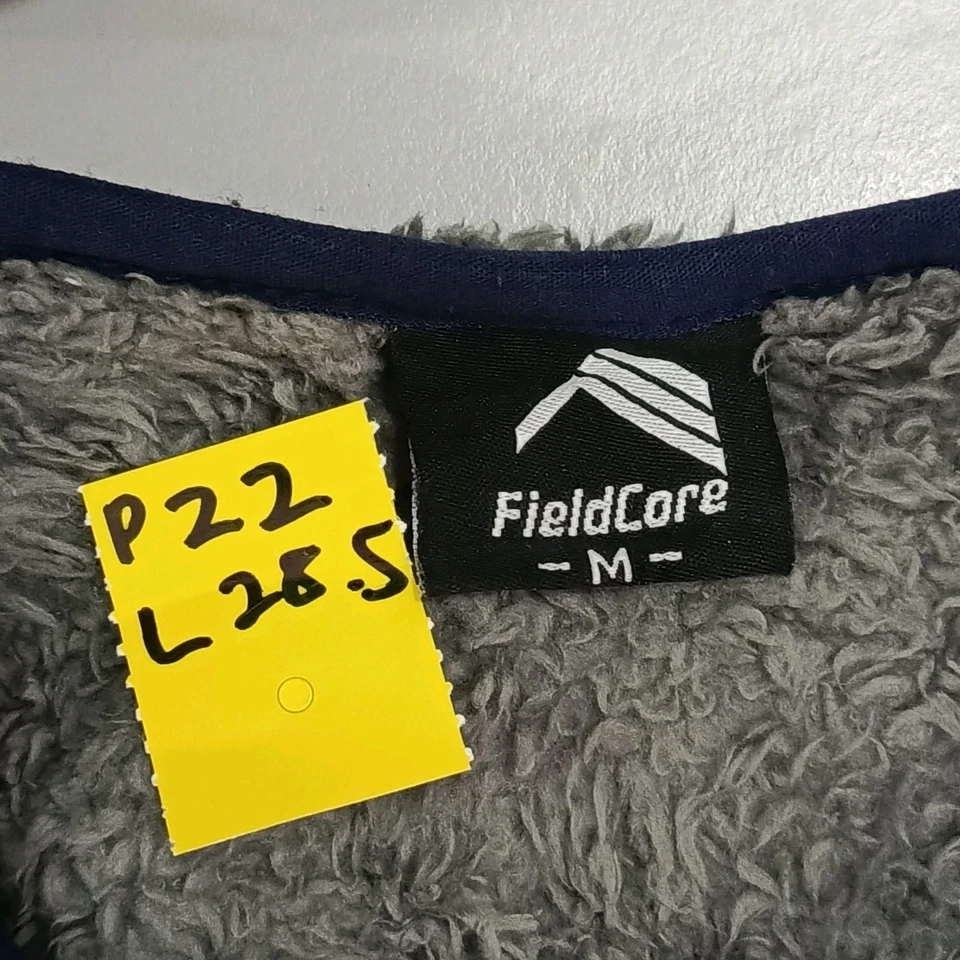 P22
L 28.5
FieldCore
- M -